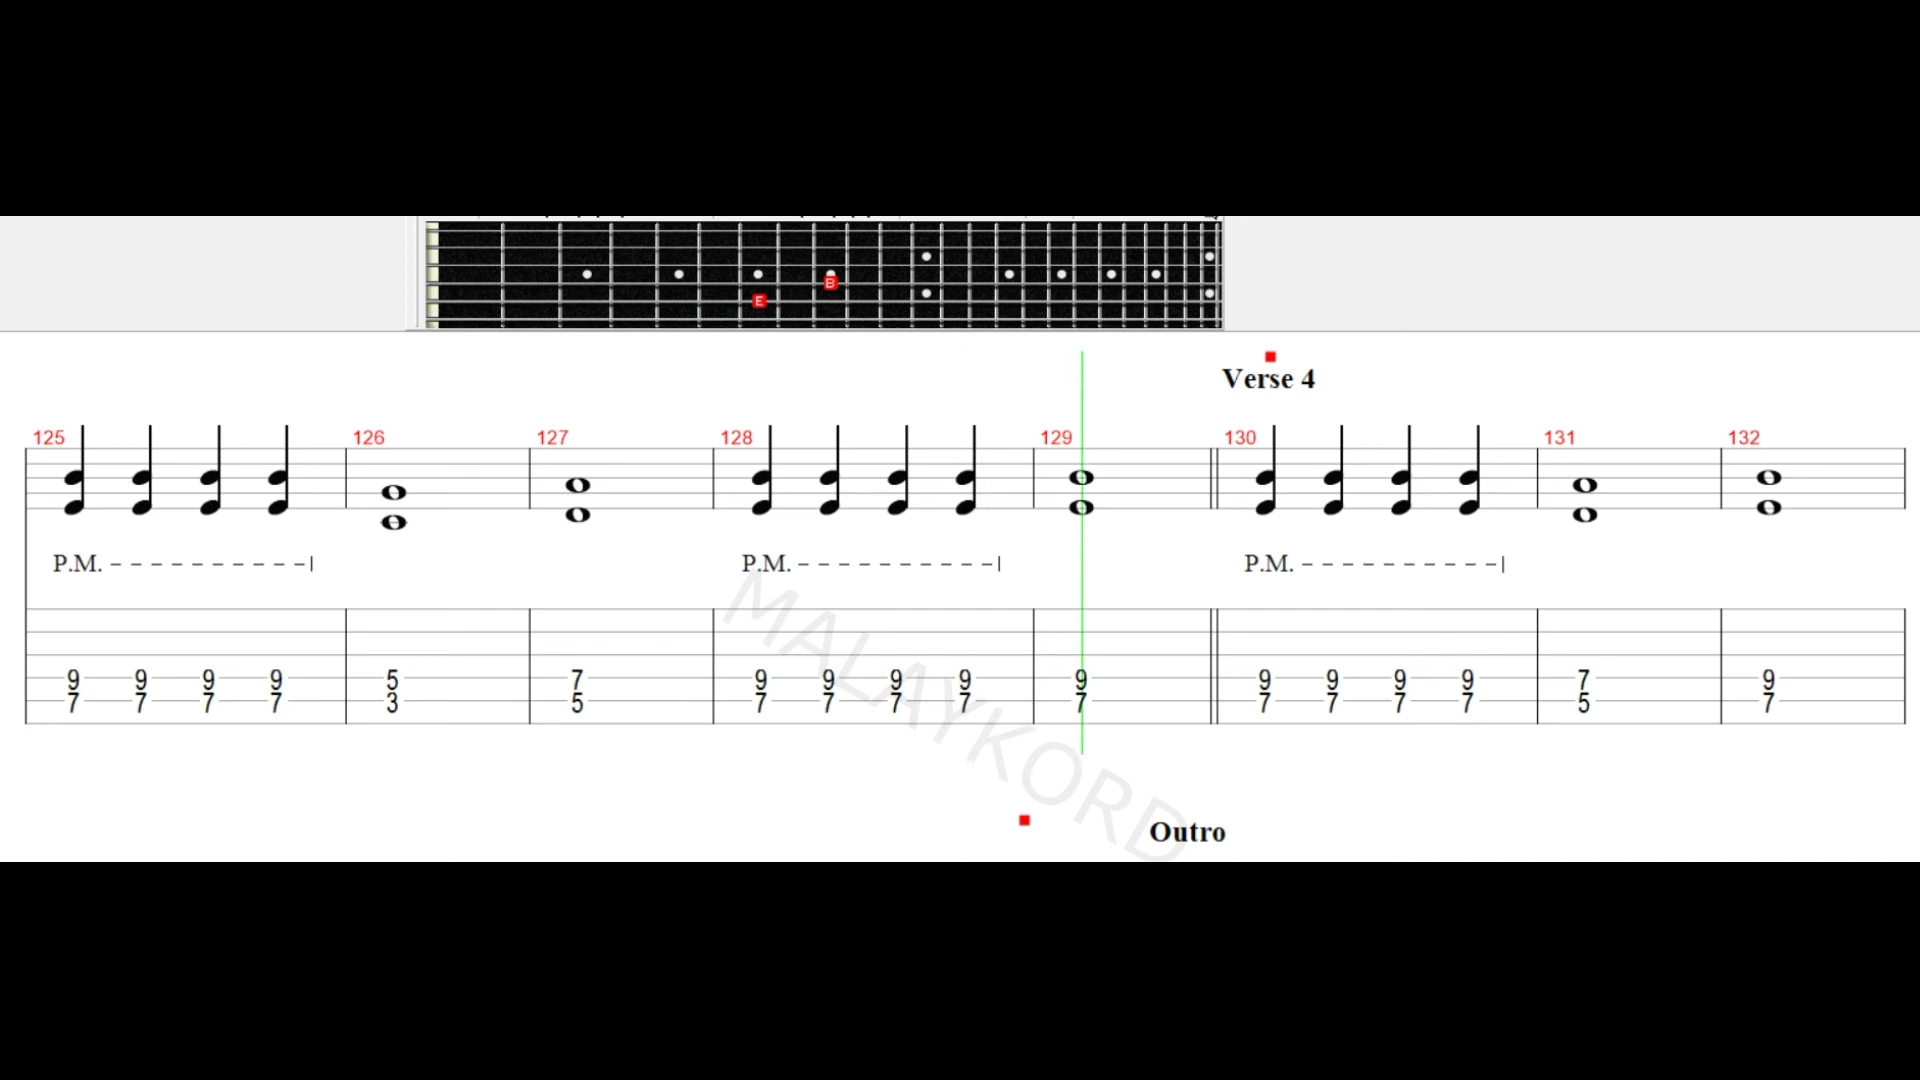 B
E
Verse 4
125 126 127 128 129 130 131 132
P.M. P.M. P.M.
9 9 9 9 5 7 9 9 9 9 9 9 9 9 9 7 9
7 7 7 7 3 5 7 7 7 7 7 7 7 7 7 5 7
MALAYKORD
Outro